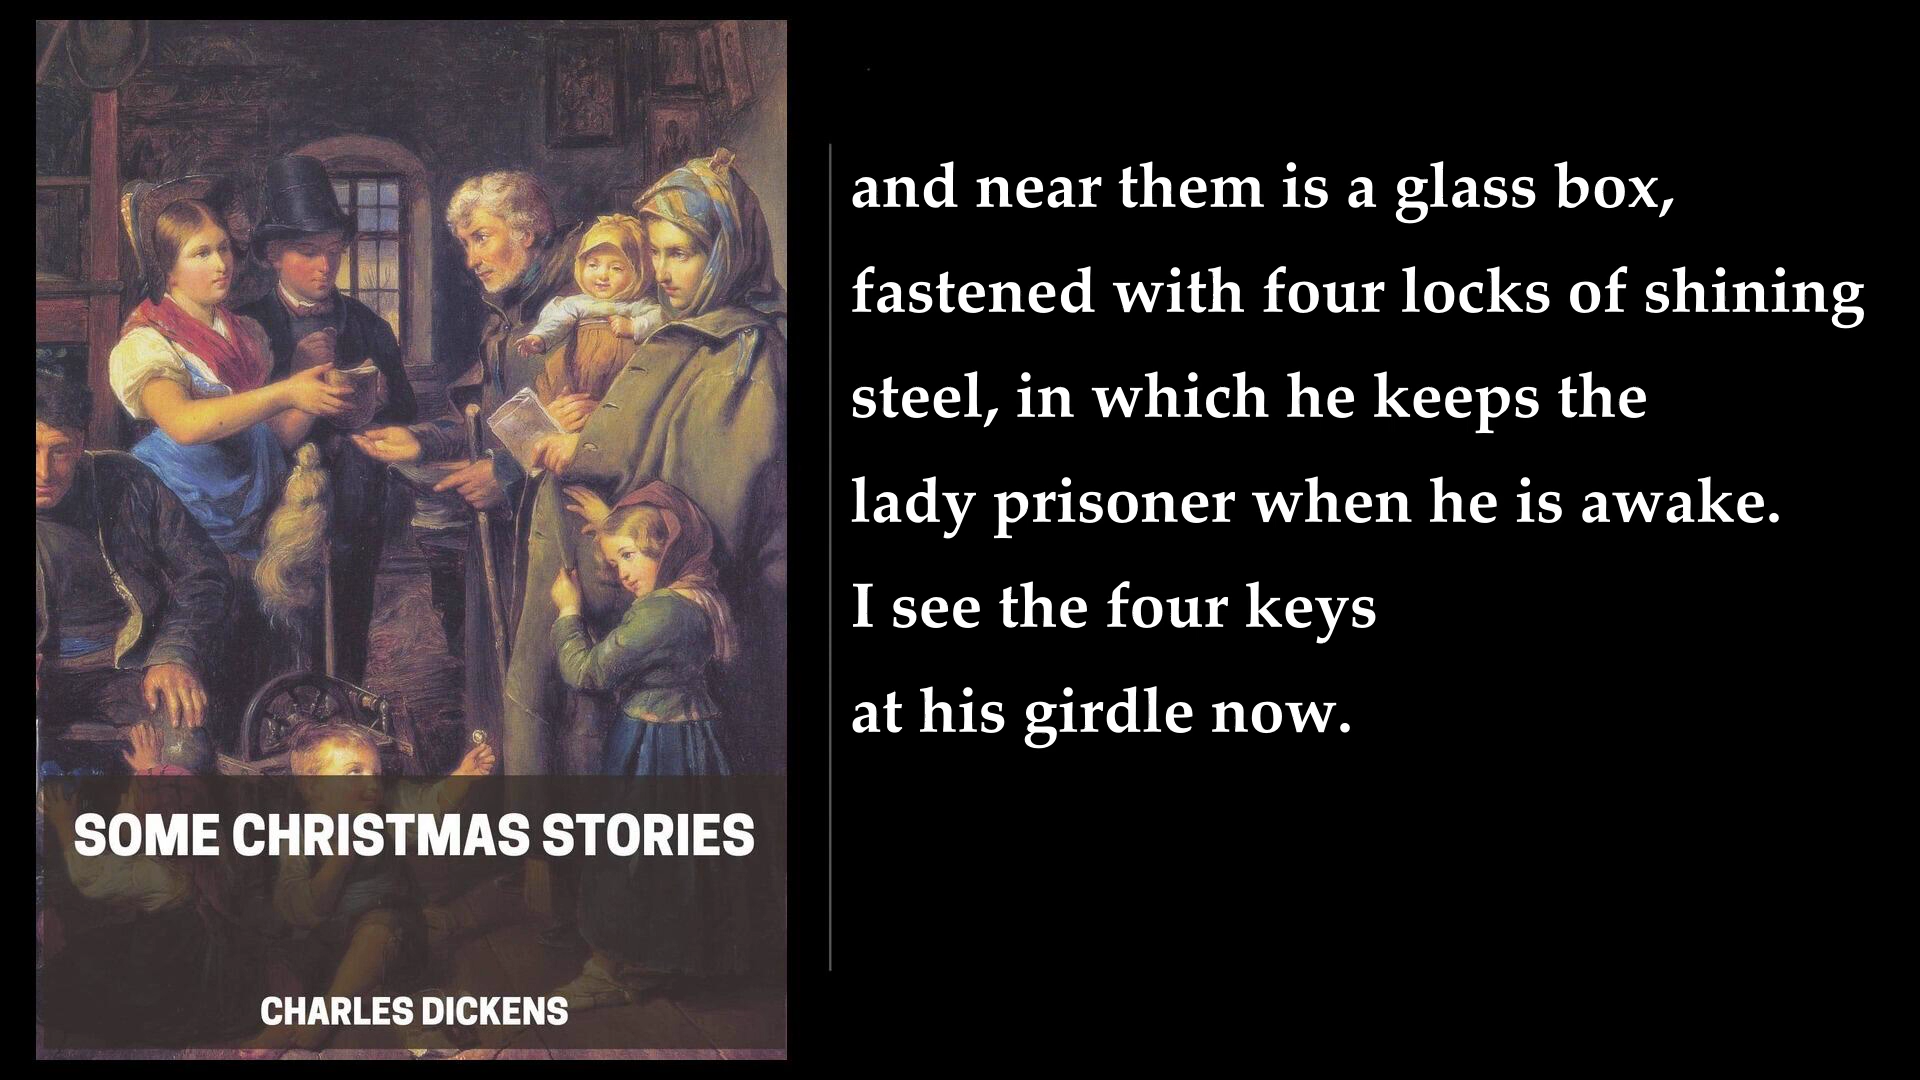 SOME CHRISTMAS STORIES
CHARLES DICKENS
and near them is a glass box,
fastened with four locks of shining
steel, in which he keeps the
lady prisoner when he is awake.
I see the four keys
at his girdle now.